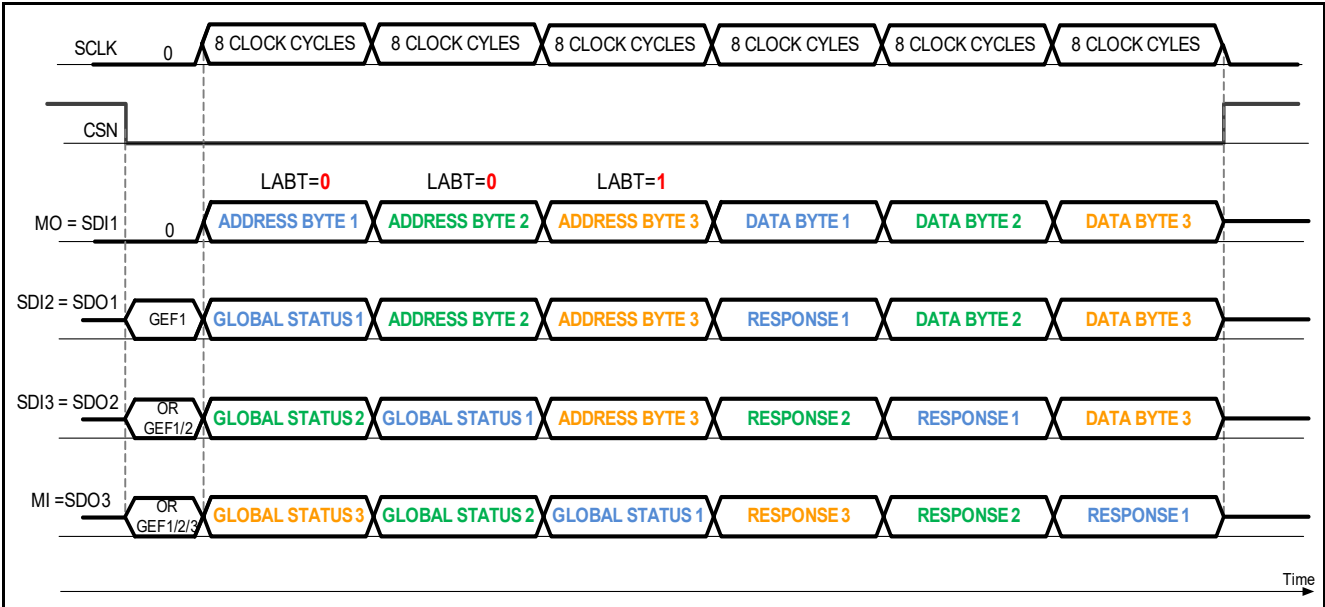 SCLK 0 8 CLOCK CYCLES 8 CLOCK CYLES 8 CLOCK CYCLES 8 CLOCK CYLES 8 CLOCK CYCLES 8 CLOCK CYLES
CSN
LABT=0 LABT=0 LABT=1
MO = SDI1 0 ADDRESS BYTE 1 ADDRESS BYTE 2 ADDRESS BYTE 3 DATA BYTE 1 DATA BYTE 2 DATA BYTE 3
SDI2 = SDO1 GEF1 GLOBAL STATUS 1 ADDRESS BYTE 2 ADDRESS BYTE 3 RESPONSE 1 DATA BYTE 2 DATA BYTE 3
SDI3 = SDO2 OR GEF1/2 GLOBAL STATUS 2 GLOBAL STATUS 1 ADDRESS BYTE 3 RESPONSE 2 RESPONSE 1 DATA BYTE 3
MI =SDO3 OR GEF1/2/3 GLOBAL STATUS 3 GLOBAL STATUS 2 GLOBAL STATUS 1 RESPONSE 3 RESPONSE 2 RESPONSE 1
Time